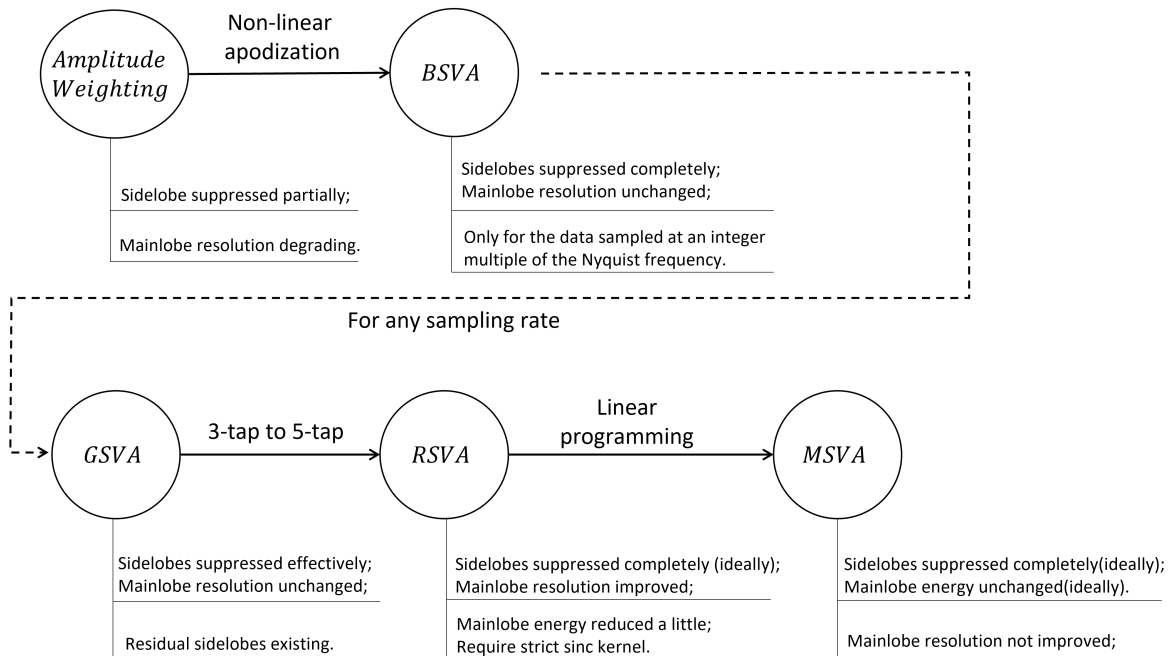 Non-linear
apodization
Amplitude
Weighting
BSVA
Sidelobe suppressed partially;
Mainlobe resolution degrading.
Sidelobes suppressed completely;
Mainlobe resolution unchanged;
Only for the data sampled at an integer
multiple of the Nyquist frequency.
For any sampling rate
GSVA
3-tap to 5-tap
RSVA
Linear
programming
MSVA
Sidelobes suppressed effectively;
Mainlobe resolution unchanged;
Residual sidelobes existing.
Sidelobes suppressed completely (ideally);
Mainlobe resolution improved;
Mainlobe energy reduced a little;
Require strict sinc kernel.
Sidelobes suppressed completely(ideally);
Mainlobe energy unchanged(ideally).
Mainlobe resolution not improved;